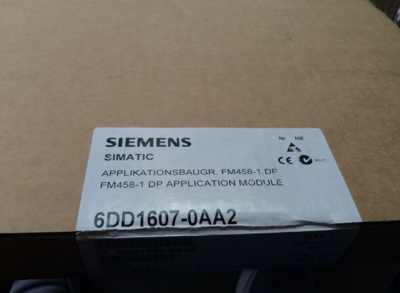 SIEMENS
SIMATIC
APPLIKATIONSBAUGR. FM458-1 DP
FM458-1 DP APPLICATION MODULE
6DD1607-0AA2